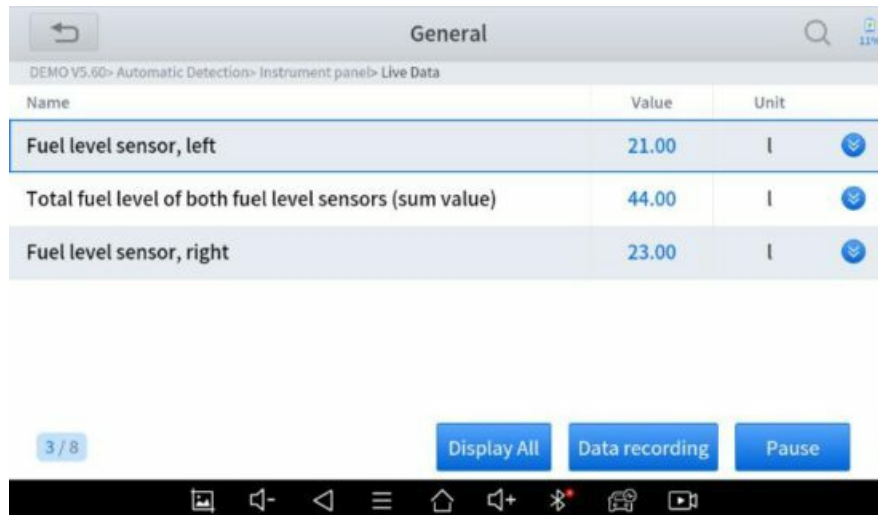 General
11%
DEMO V5.60> Automatic Detection> Instrument panel> Live Data
Name Value Unit
Fuel level sensor, left 21.00 l
Total fuel level of both fuel level sensors (sum value) 44.00 l
Fuel level sensor, right 23.00 l
3 / 8 Display All Data recording Pause